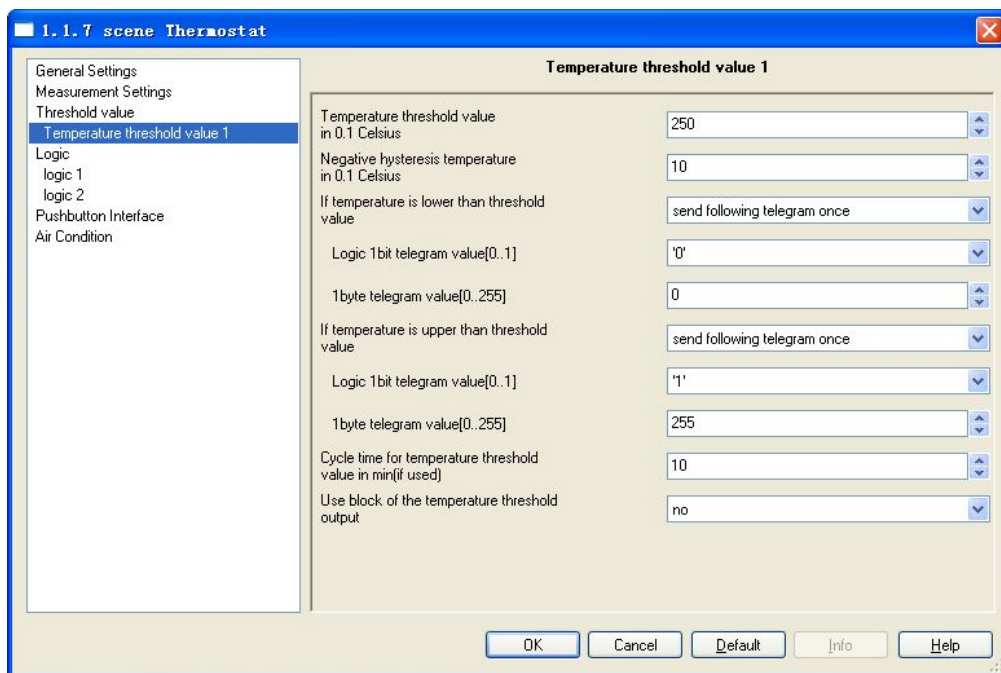 1.1.7 scene Thermostat
General Settings
Measurement Settings
Threshold value
Temperature threshold value 1
Logic
logic 1
logic 2
Pushbutton Interface
Air Condition
Temperature threshold value 1
Temperature threshold value
in 0.1 Celsius
250
Negative hysteresis temperature
in 0.1 Celsius
10
If temperature is lower than threshold
value
send following telegram once
Logic 1bit telegram value[0..1]
'0'
1byte telegram value[0..255]
0
If temperature is upper than threshold
value
send following telegram once
Logic 1bit telegram value[0..1]
'1'
1byte telegram value[0..255]
255
Cycle time for temperature threshold
value in min(if used)
10
Use block of the temperature threshold
output
no
OK
Cancel
Default
Info
Help